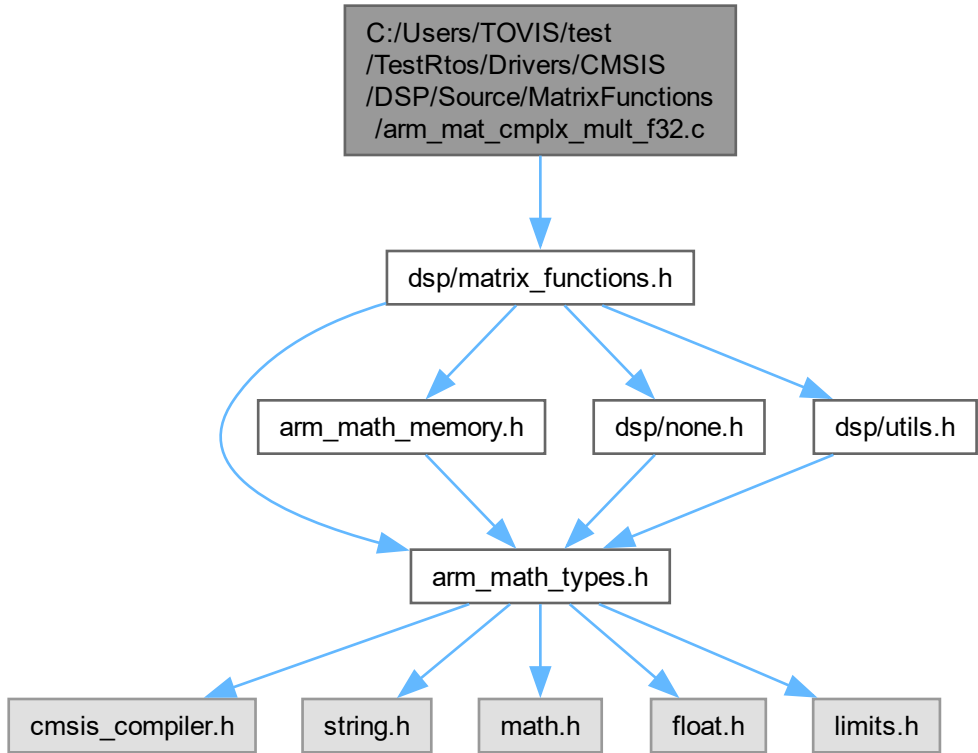 C:/Users/TOVIS/test
/TestRtos/Drivers/CMSIS
/DSP/Source/MatrixFunctions
/arm_mat_cmplx_mult_f32.c
dsp/matrix_functions.h
arm_math_memory.h
dsp/none.h
dsp/utils.h
arm_math_types.h
cmsis_compiler.h
string.h
math.h
float.h
limits.h